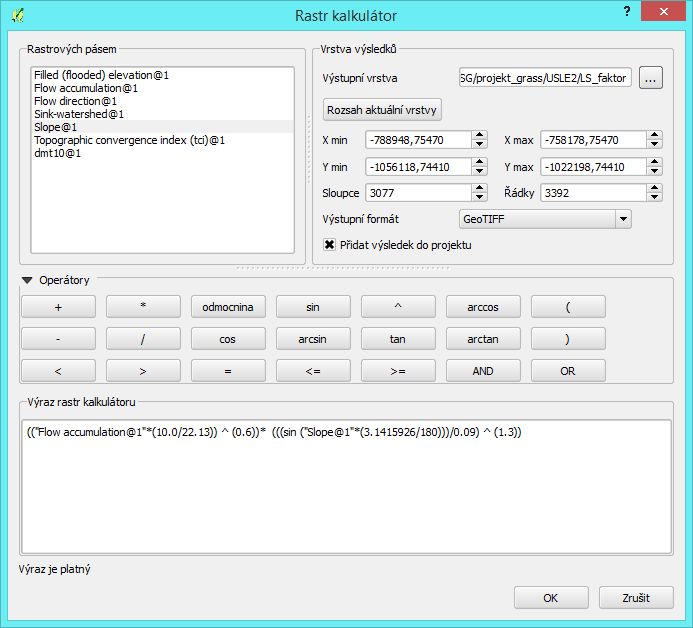 Rastr kalkulátor
?
Rastrových pásem
Filled (flooded) elevation@1
Flow accumulation@1
Flow direction@1
Sink-watershed@1
Slope@1
Topographic convergence index (tci)@1
dmt10@1
Vrstva výsledků
Výstupní vrstva
SG/projekt_grass/USLE2/LS_faktor
...
Rozsah aktuální vrstvy
X min -788948,75470 X max -758178,75470
Y min -1056118,74410 Y max -1022198,74410
Sloupce 3077 Řádky 3392
Výstupní formát GeoTIFF
Přidat výsledek do projektu
Operátory
+ * odmocnina sin ^ arccos (
- / cos arcsin tan arctan )
< > = <= >= AND OR
Výraz rastr kalkulátoru
(("Flow accumulation@1"*(10.0/22.13)) ^ (0.6))* (((sin ("Slope@1"*(3.1415926/180)))/0.09) ^ (1.3))
Výraz je platný
OK Zrušit